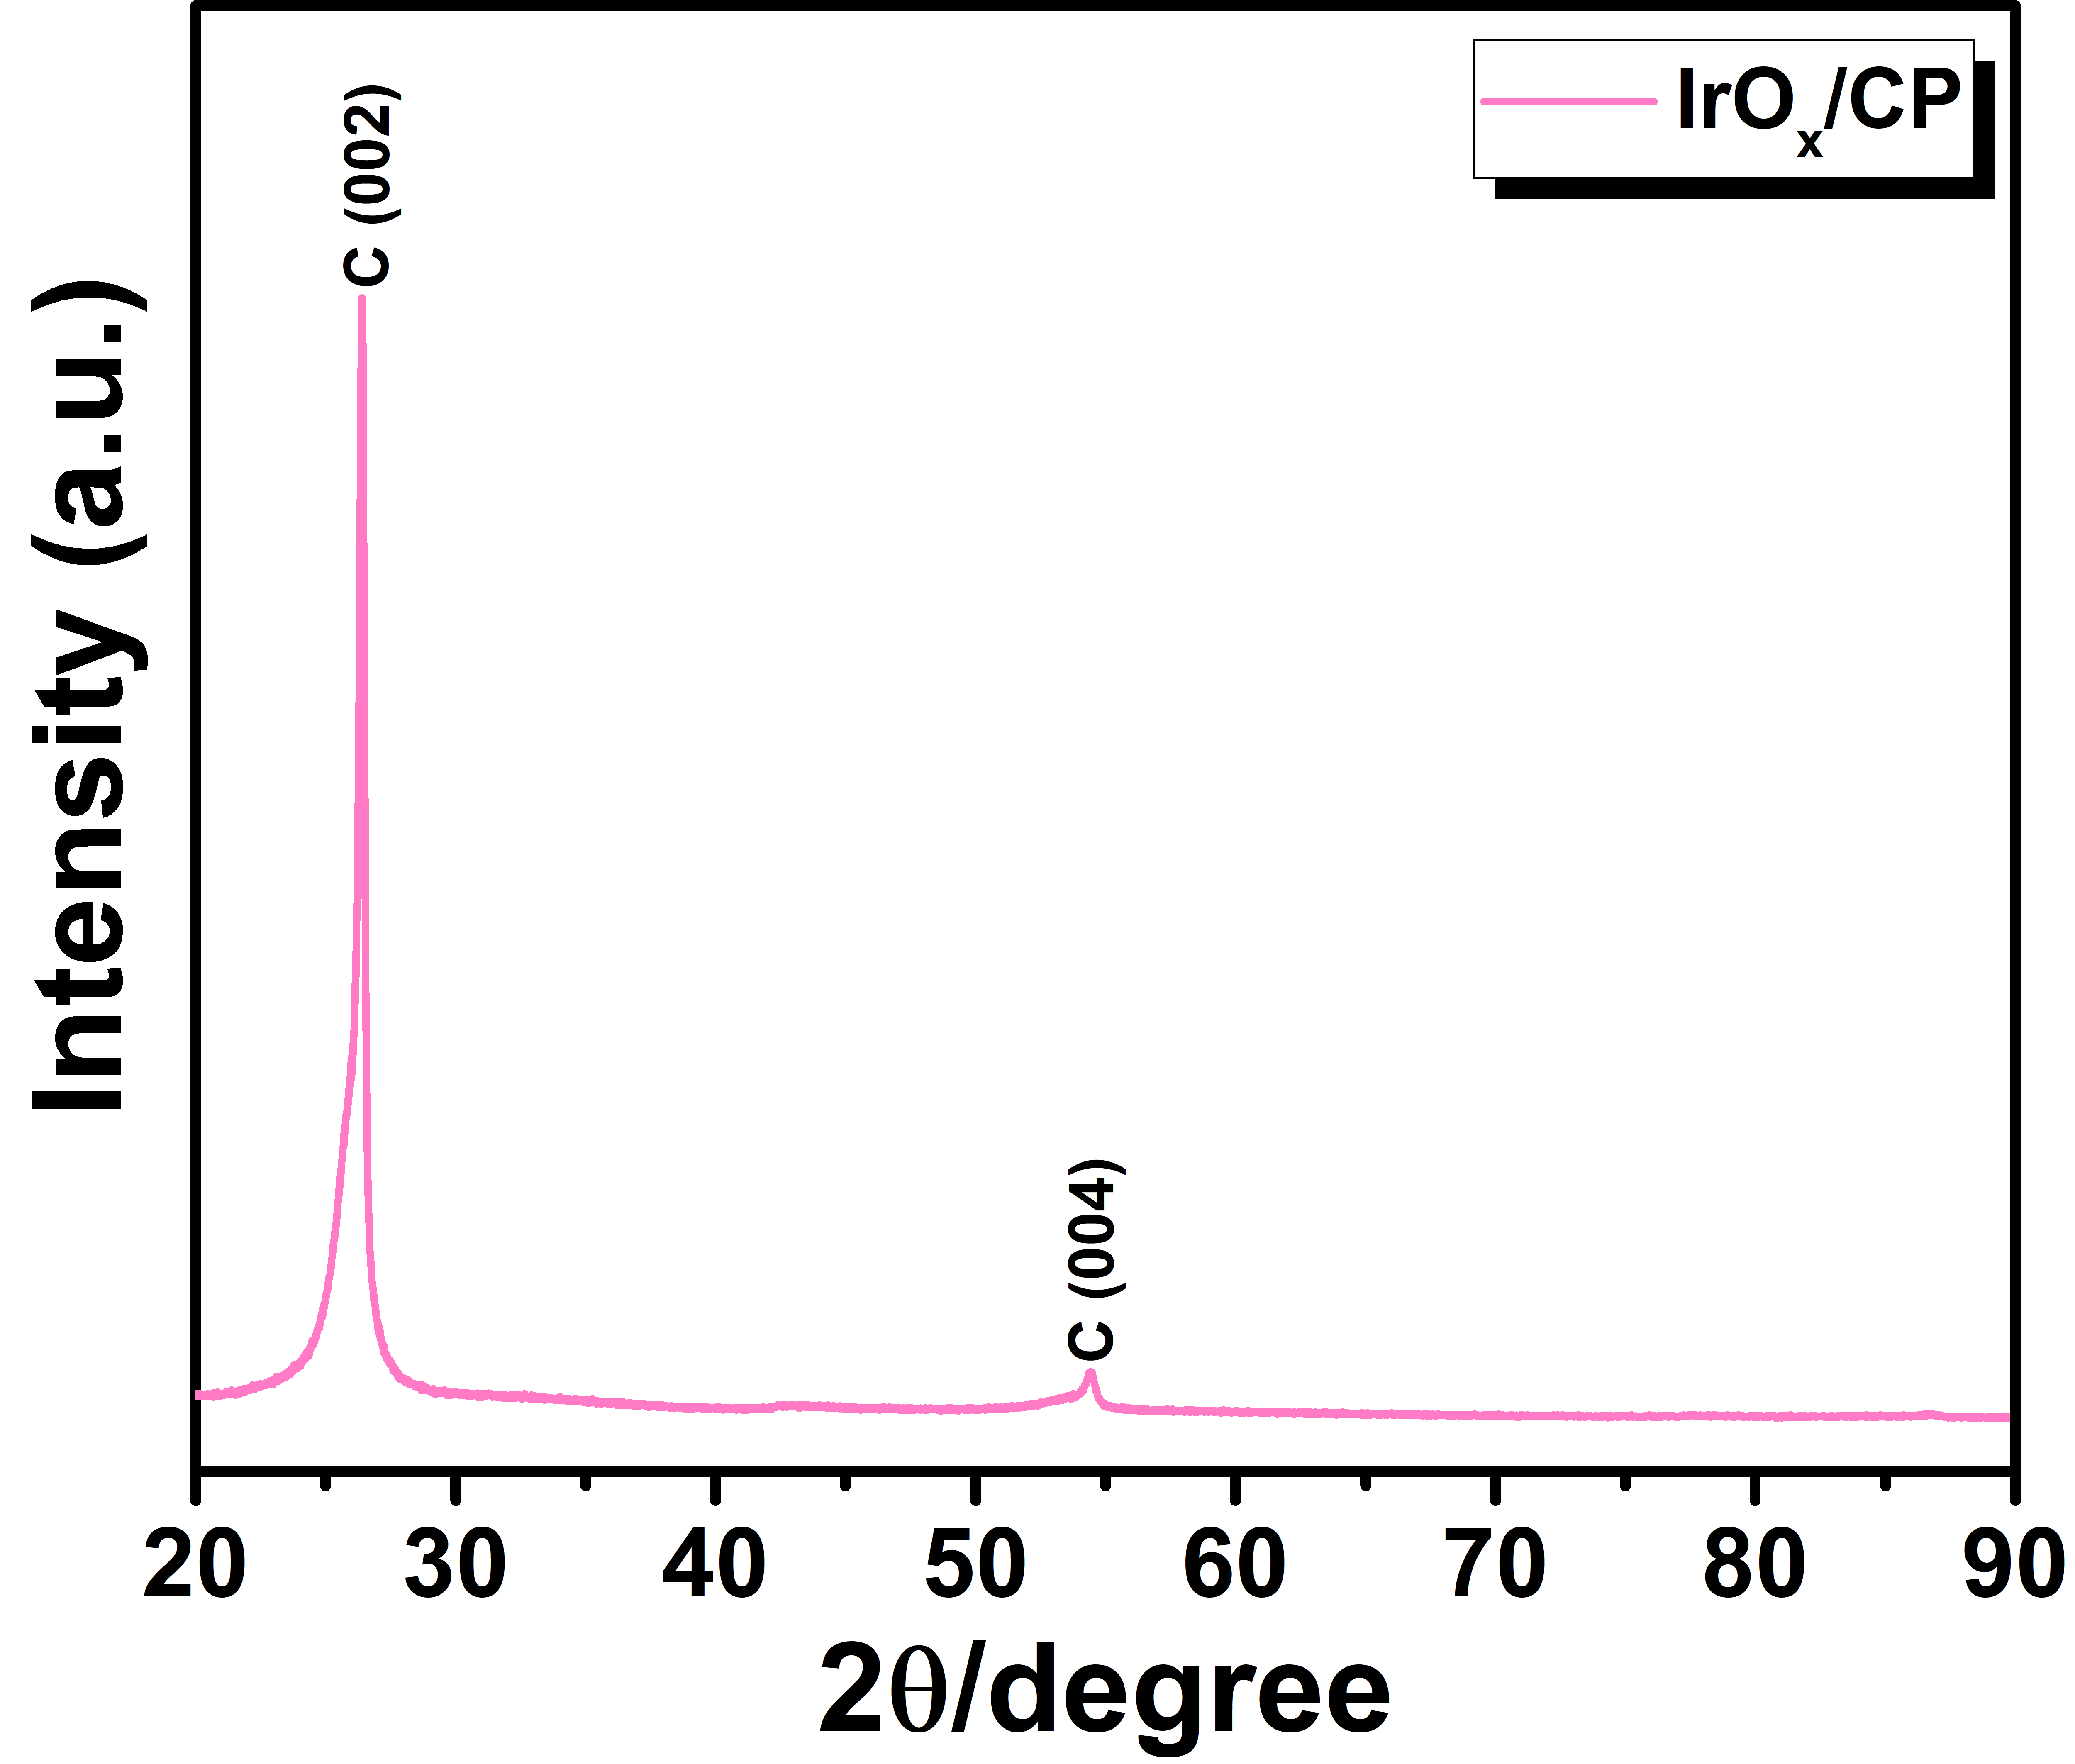 IrOx/CP
C (002)
C (004)
Intensity (a.u.)
20 30 40 50 60 70 80 90
2θ/degree